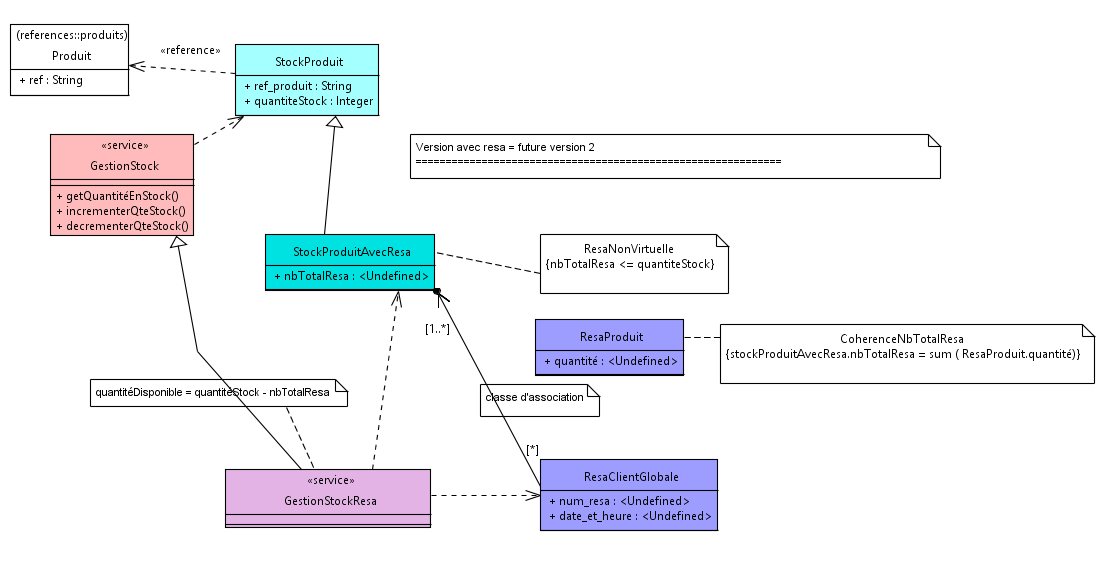 (references::produits)
Produit
+ ref : String
«reference»
StockProduit
+ ref_produit : String
+ quantiteStock : Integer
«service»
GestionStock
+ getQuantitéEnStock()
+ incrementerQteStock()
+ decrementerQteStock()
Version avec resa = future version 2
=============================================================
StockProduitAvecResa
+ nbTotalResa : <Undefined>
ResaNonVirtuelle
{nbTotalResa <= quantiteStock}
[1..*]
ResaProduit
+ quantité : <Undefined>
CoherenceNbTotalResa
{stockProduitAvecResa.nbTotalResa = sum ( ResaProduit.quantité)}
quantitéDisponible = quantiteStock - nbTotalResa
classe d'association
[*]
«service»
GestionStockResa
ResaClientGlobale
+ num_resa : <Undefined>
+ date_et_heure : <Undefined>